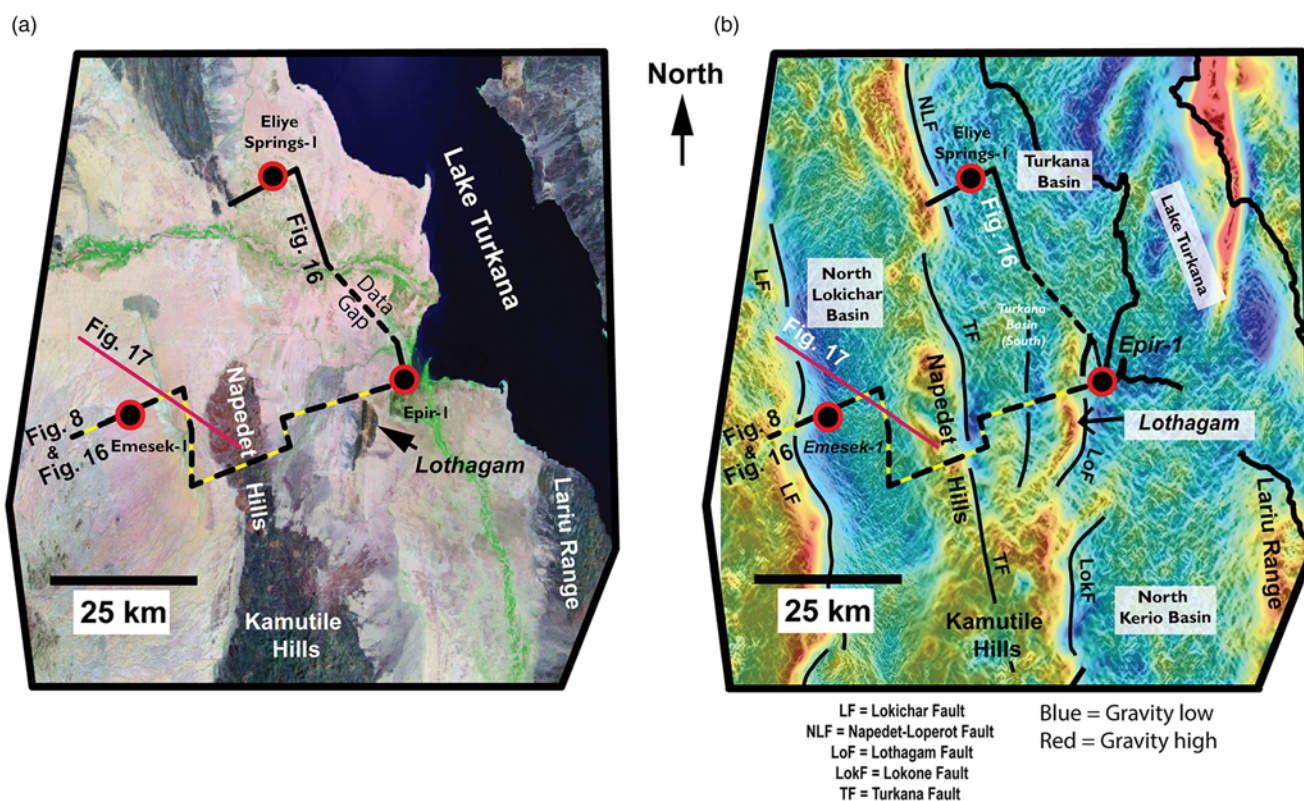 (a)
Eliye
Springs-1
Fig. 16
Data
Gap
Lake Turkana
Fig. 17
Napedet
Hills
Epir-1
Fig. 8
&
Fig. 16
Emesek-1
Lothagam
Lariu Range
25 km
Kamutile
Hills
North
(b)
NLF
Eliye
Springs-1
Turkana
Basin
Fig. 16
Lake Turkana
LF
North
Lokichar
Basin
TF
Turkana
Basin
(South)
Fig. 17
Napedet
Hills
Epir-1
Fig. 8
&
Fig. 16
Emesek-1
Lothagam
LoF
LF
Lariu Range
TF
LokF
25 km
North
Kerio Basin
Kamutile
Hills
LF = Lokichar Fault
NLF = Napedet-Loperot Fault
LoF = Lothagam Fault
LokF = Lokone Fault
TF = Turkana Fault
Blue = Gravity low
Red = Gravity high